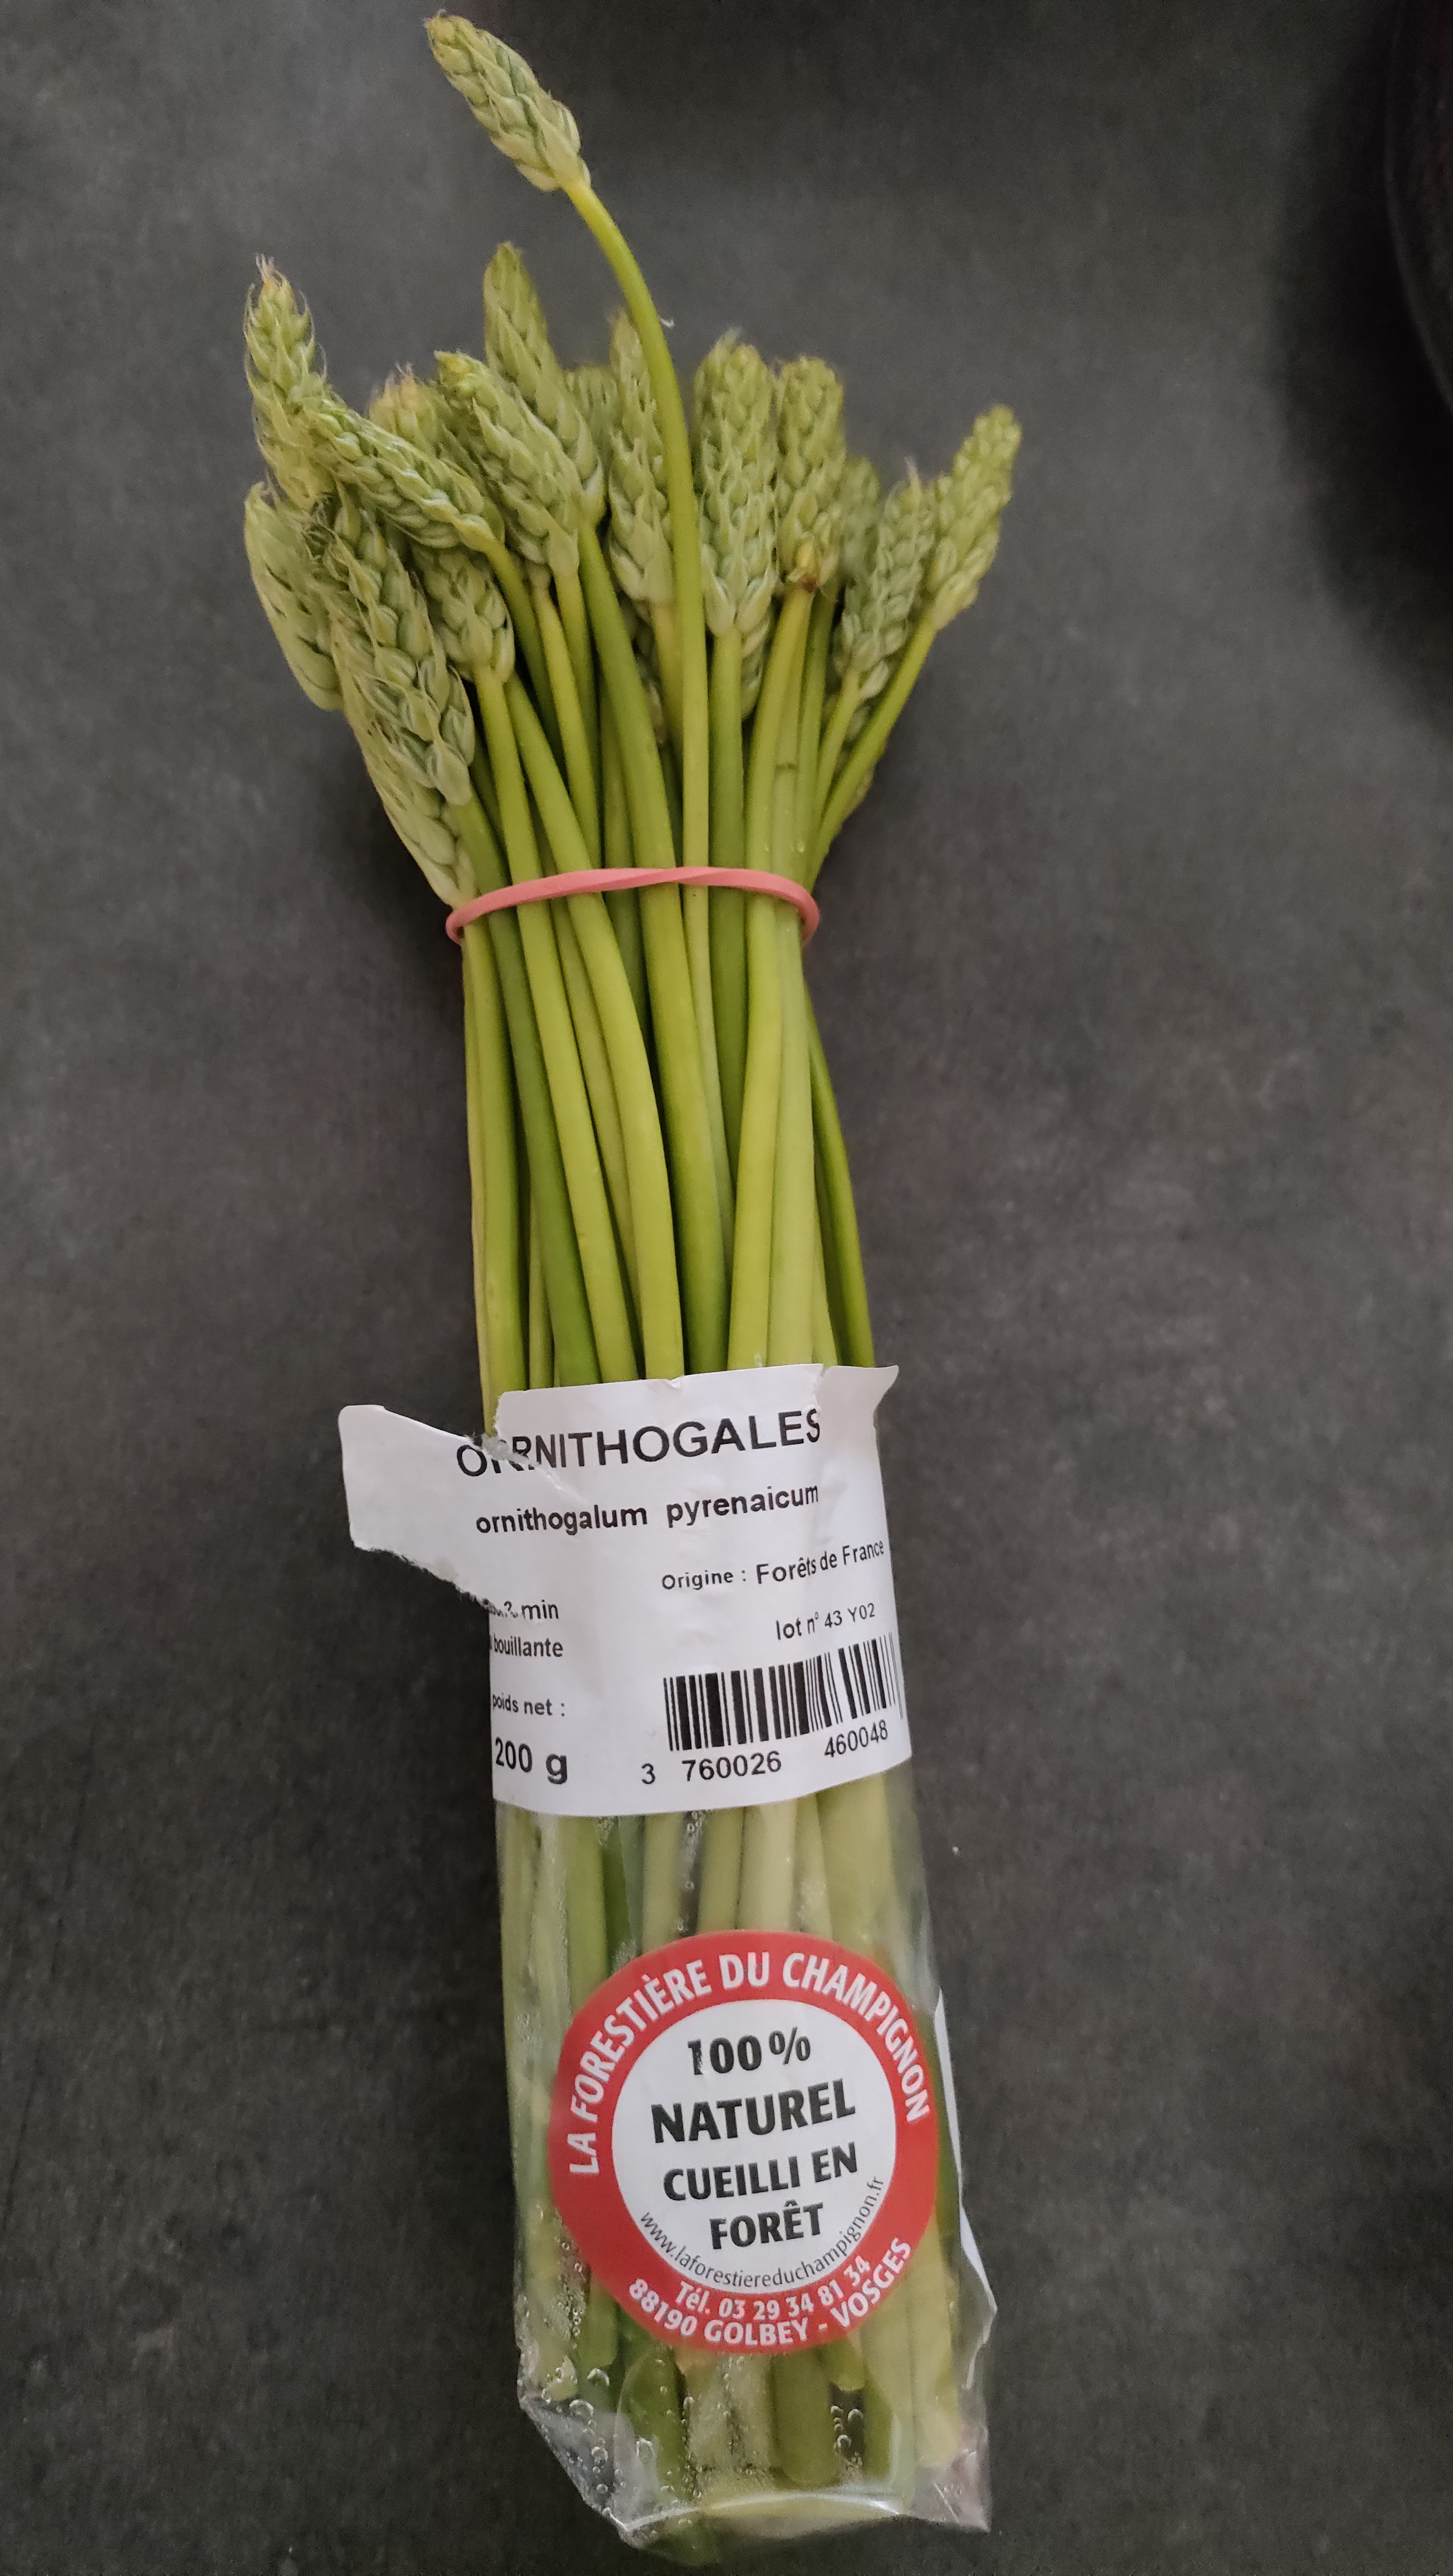 ORNITHOGALES
ornithogalum pyrenaicum
Origine : Forêts de France
min
lot n° 43 Y02
bouillante
poids net :
200 g
3 760026 460048
LA FORESTIÈRE DU CHAMPIGNON
100 %
NATUREL
CUEILLI EN
FORÊT
www.laforestiereduchampignon.fr
Tél. 03 29 34 81 34
88190 GOLBEY - VOSGES